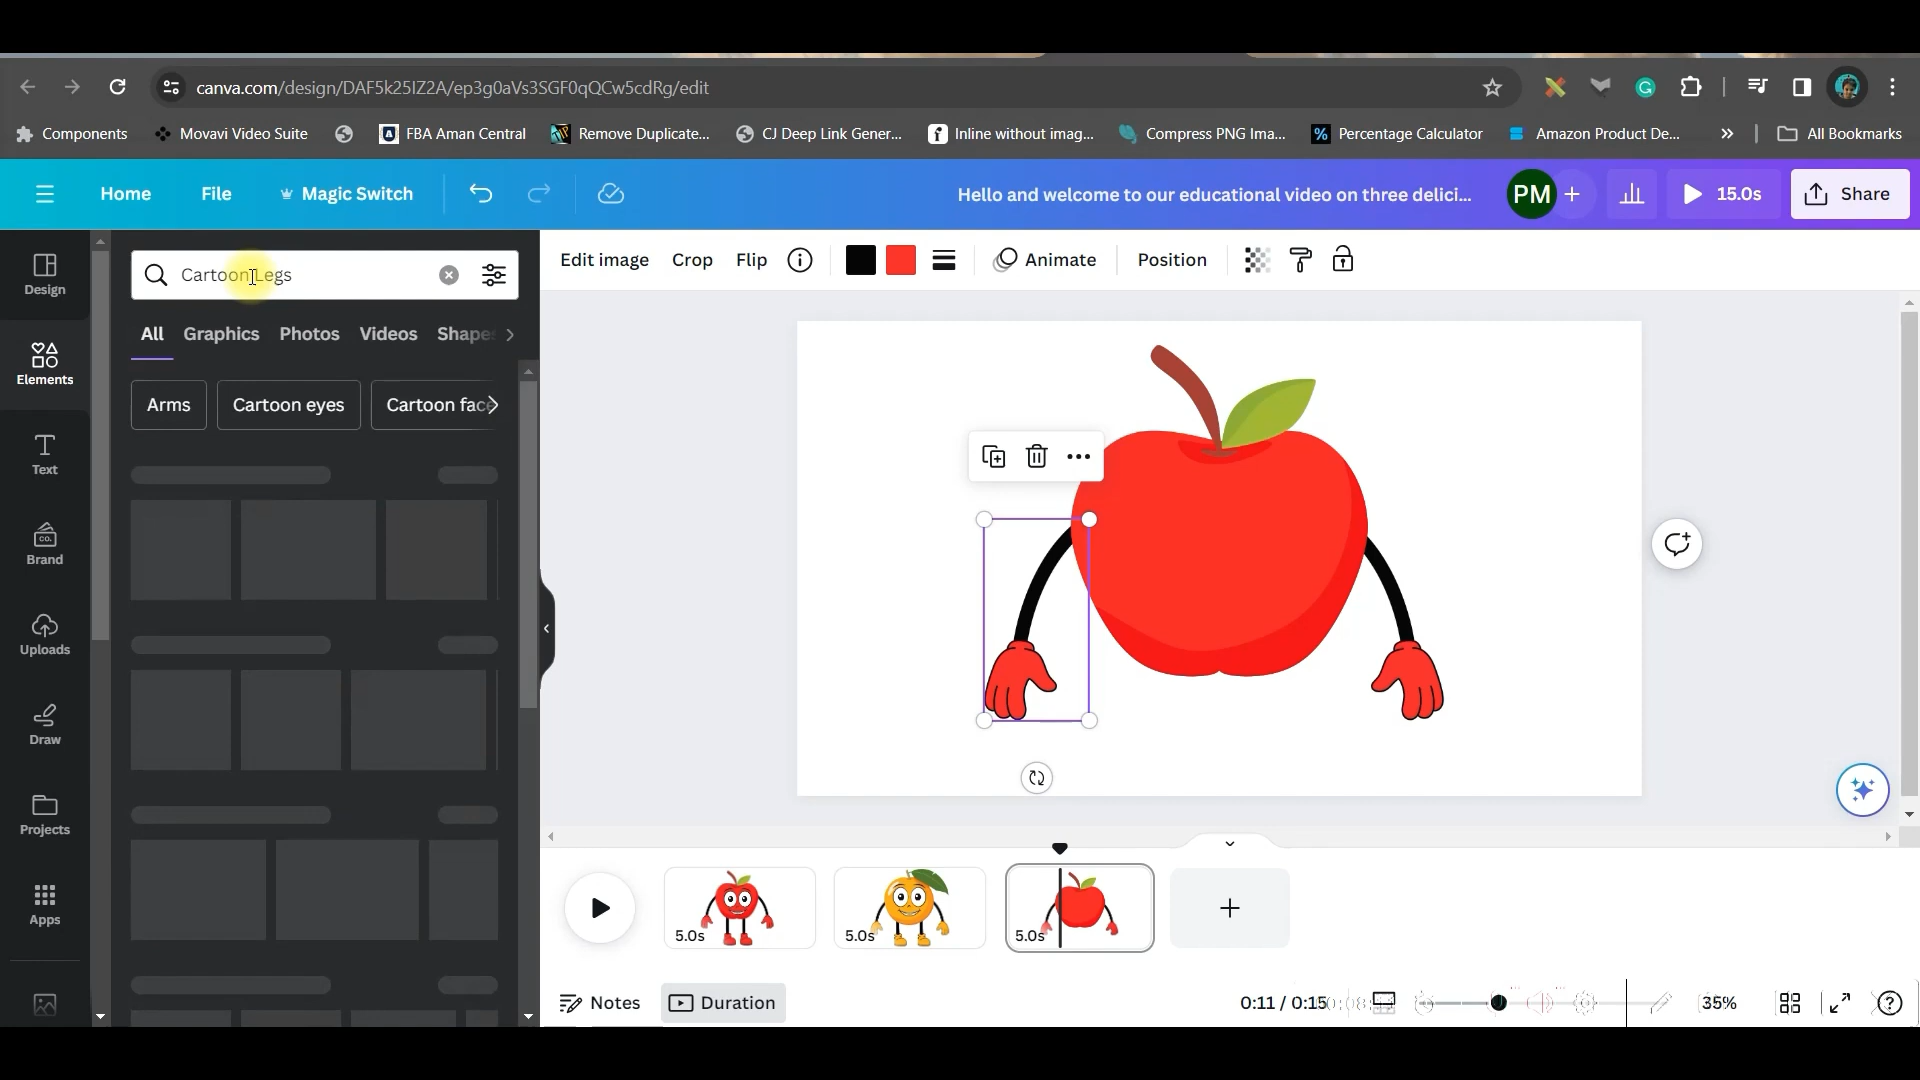 canva.com/design/DAF5k25IZ2A/ep3g0aVs3SGF0qQCw5cdRg/edit
Components
Movavi Video Suite
FBA Aman Central
Remove Duplicate...
CJ Deep Link Gener...
Inline without imag...
Compress PNG Ima...
Percentage Calculator
Amazon Product De...
All Bookmarks
Home
File
Magic Switch
Hello and welcome to our educational video on three delici...
PM
15.0s
Share
Design
Elements
Text
Brand
Uploads
Draw
Projects
Apps
Cartoon Legs
All
Graphics
Photos
Videos
Shapes
Arms
Cartoon eyes
Cartoon fac
Edit image
Crop
Flip
Animate
Position
5.0s
5.0s
5.0s
Notes
Duration
0:11 / 0:15
35%